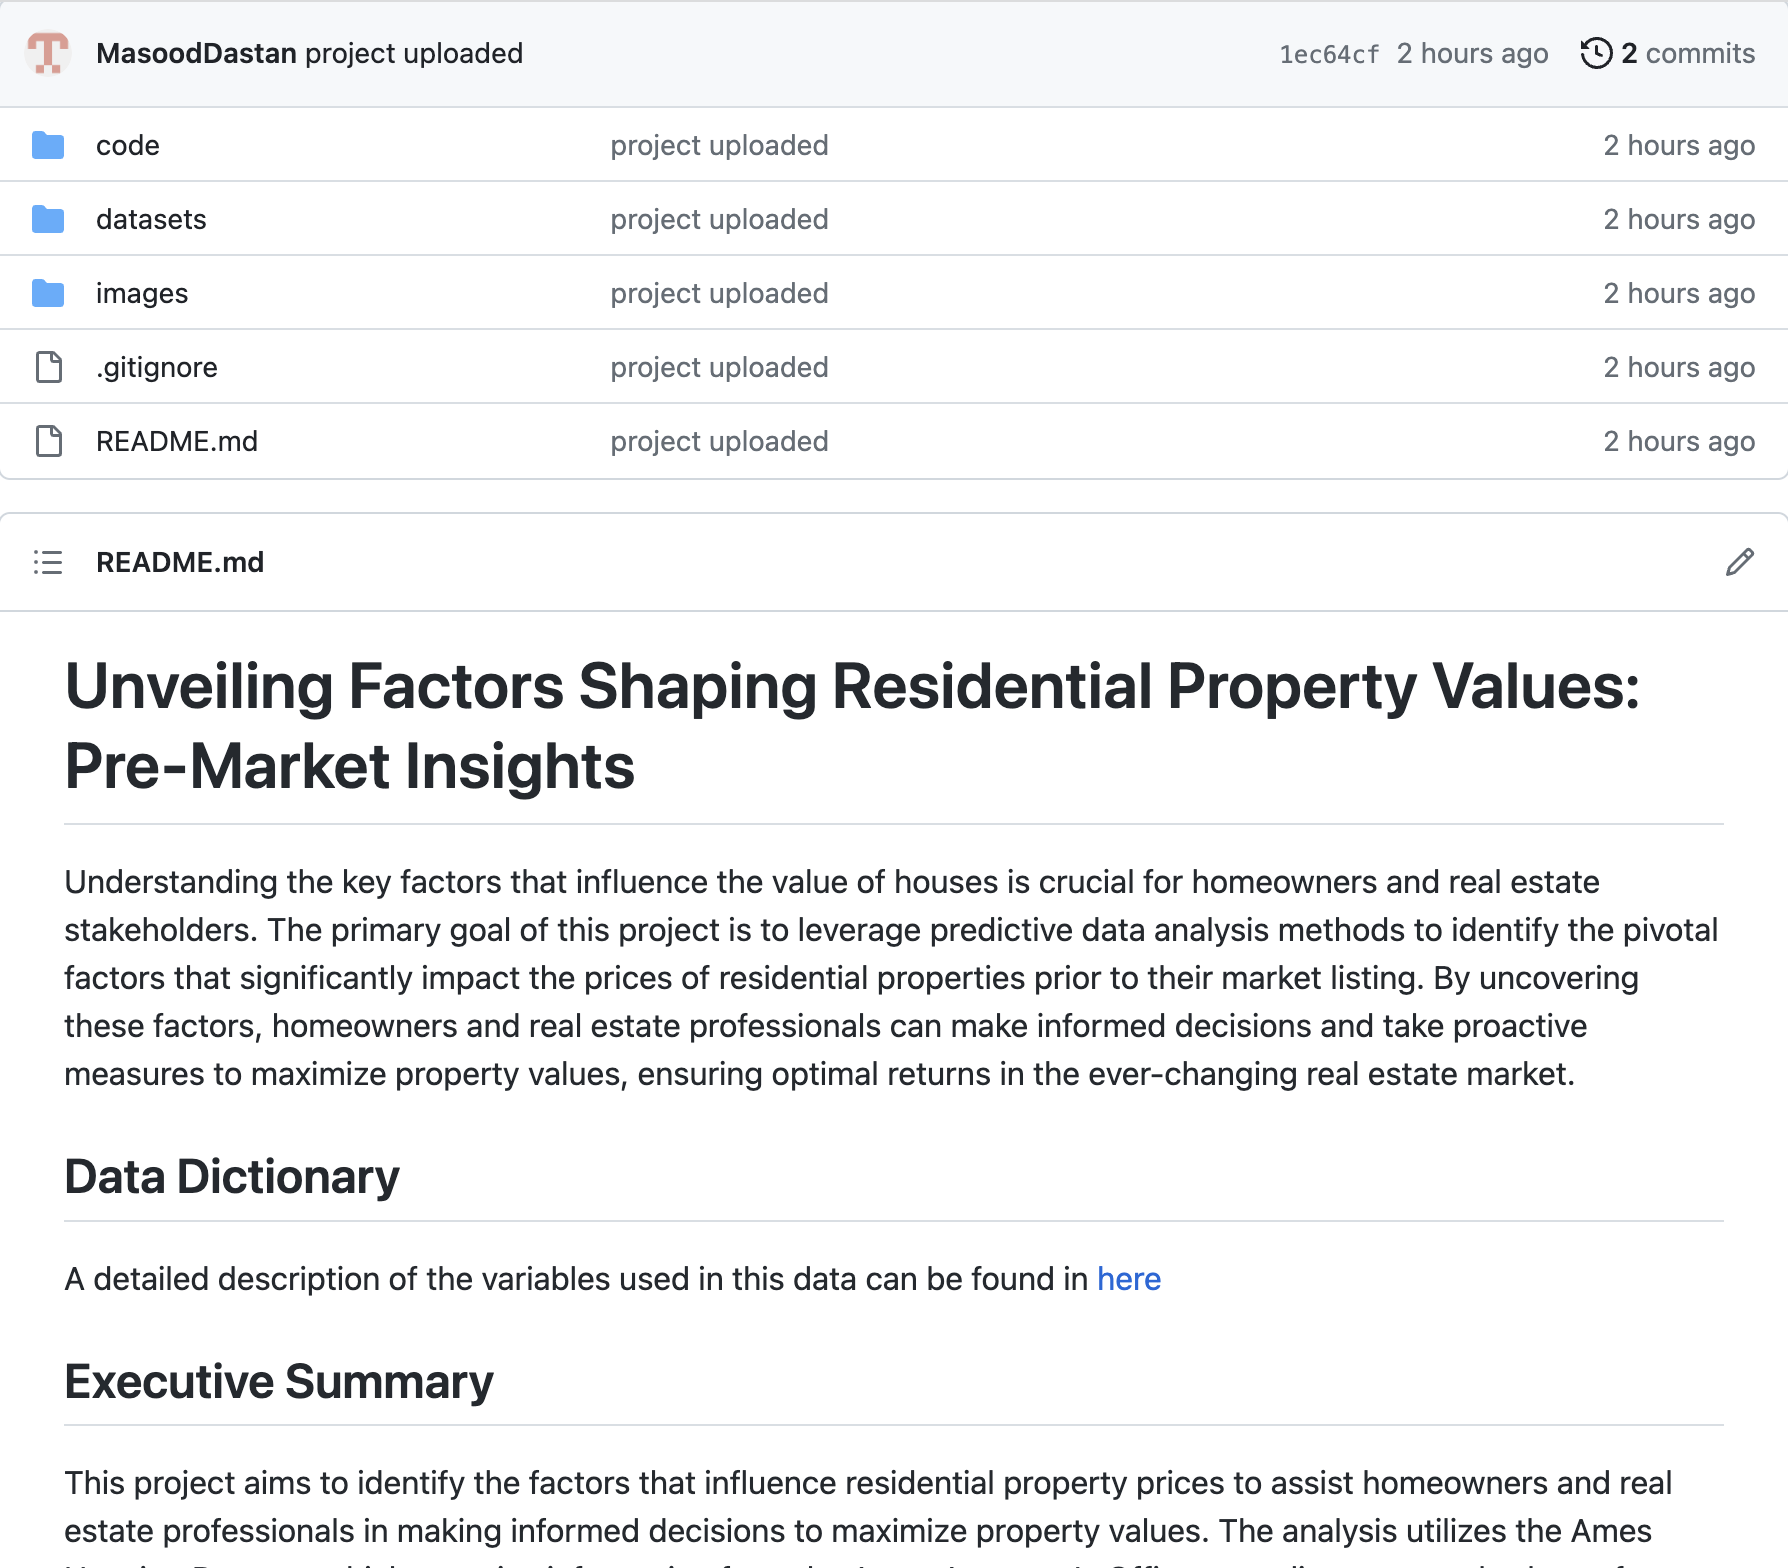 MasoodDastan project uploaded 1ec64cf 2 hours ago 2 commits
code project uploaded 2 hours ago
datasets project uploaded 2 hours ago
images project uploaded 2 hours ago
.gitignore project uploaded 2 hours ago
README.md project uploaded 2 hours ago
README.md
Unveiling Factors Shaping Residential Property Values:
Pre-Market Insights
Understanding the key factors that influence the value of houses is crucial for homeowners and real estate
stakeholders. The primary goal of this project is to leverage predictive data analysis methods to identify the pivotal
factors that significantly impact the prices of residential properties prior to their market listing. By uncovering
these factors, homeowners and real estate professionals can make informed decisions and take proactive
measures to maximize property values, ensuring optimal returns in the ever-changing real estate market.
Data Dictionary
A detailed description of the variables used in this data can be found in here
Executive Summary
This project aims to identify the factors that influence residential property prices to assist homeowners and real
estate professionals in making informed decisions to maximize property values. The analysis utilizes the Ames